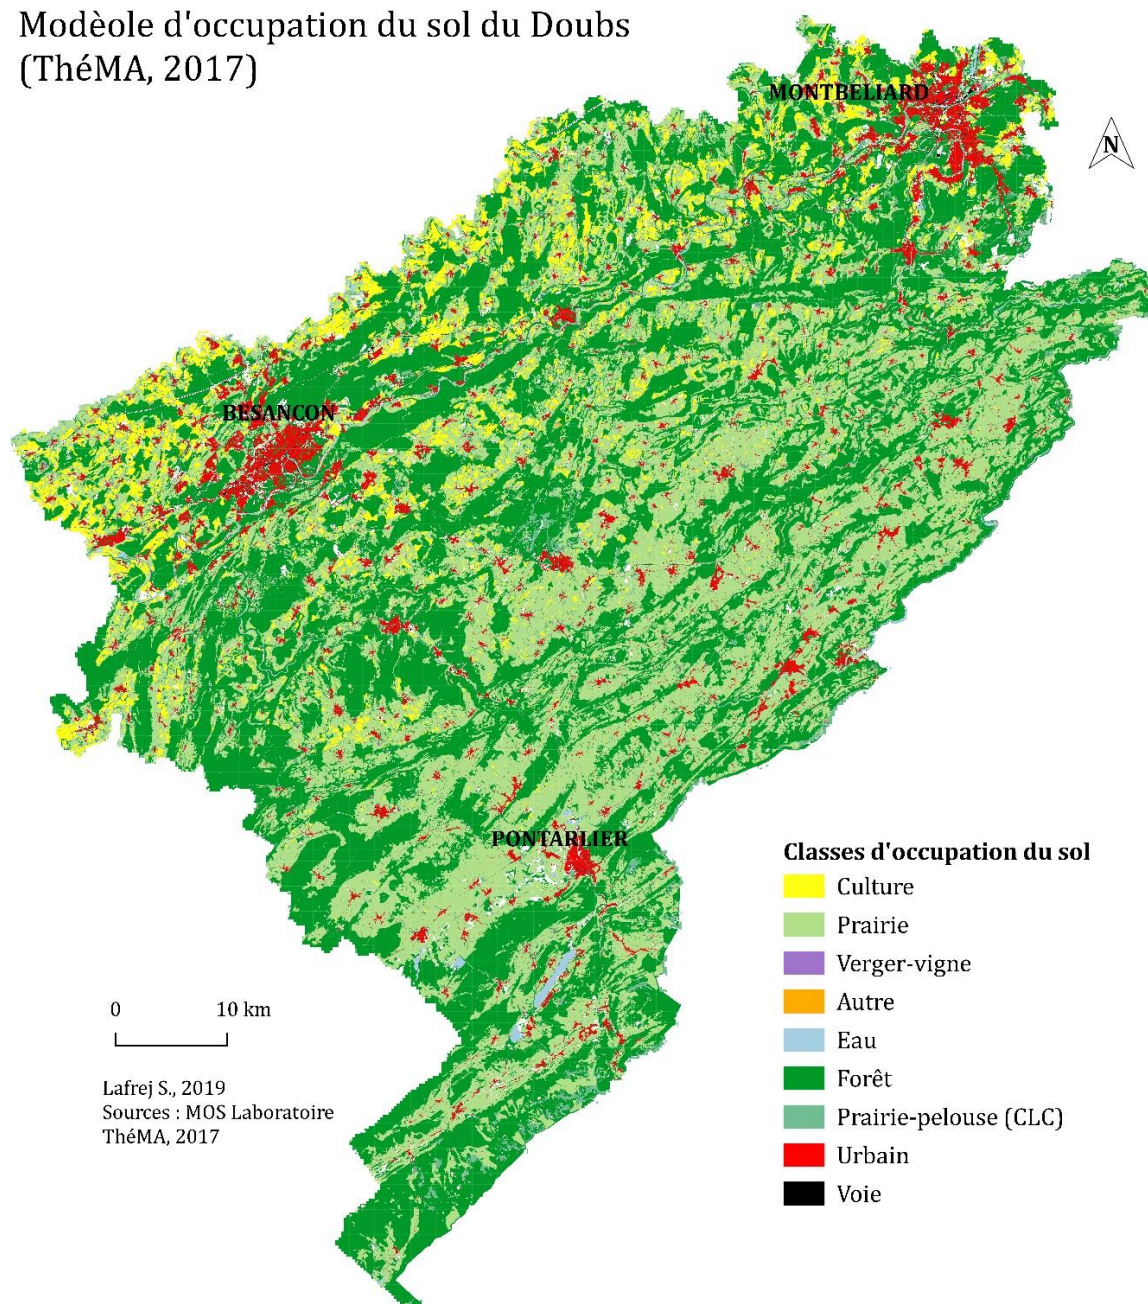 Modèole d'occupation du sol du Doubs
(ThéMA, 2017)
MONTBELIARD
N
BESANCON
PONTARLIER
Classes d'occupation du sol
Culture
Prairie
Verger-vigne
Autre
Eau
Forêt
Prairie-pelouse (CLC)
Urbain
Voie
0 10 km
Lafrej S., 2019
Sources : MOS Laboratoire
ThéMA, 2017